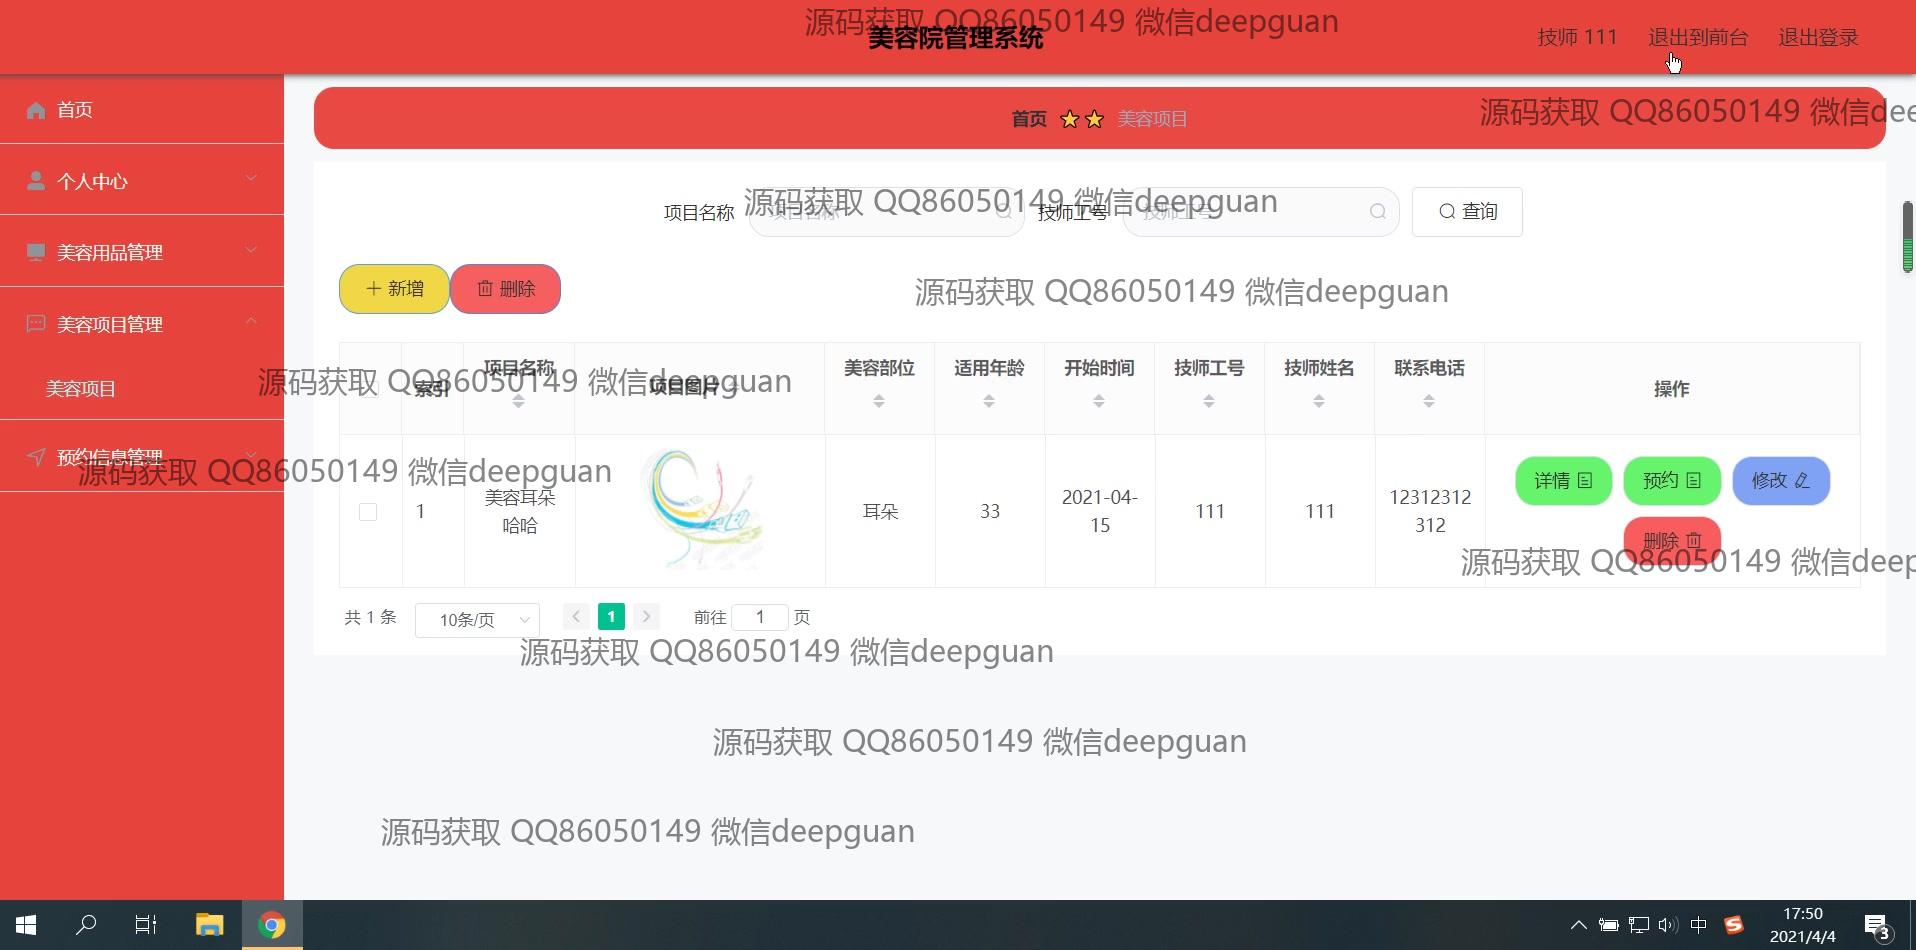 源码获取 QQ86050149 微信deepguan
美容院管理系统
技师 111 退出到前台 退出登录
首页
个人中心
美容用品管理
美容项目管理
美容项目
预约信息管理
首页 美容项目
源码获取 QQ86050149 微信dee
项目名称 项目名称 技师工号 技师工号 查询
源码获取 QQ86050149 微信deepguan
新增 删除
源码获取 QQ86050149 微信deepguan
索引 项目名称 项目图片 美容部位 适用年龄 开始时间 技师工号 技师姓名 联系电话 操作
源码获取 QQ86050149 微信deepguan
源码获取 QQ86050149 微信deepguan
1 美容耳朵哈哈 耳朵 33 2021-04-15 111 111 12312312312 详情 预约 修改 删除
源码获取 QQ86050149 微信deep
共 1 条 10条/页 1 前往 1 页
源码获取 QQ86050149 微信deepguan
源码获取 QQ86050149 微信deepguan
源码获取 QQ86050149 微信deepguan
中 17:50
2021/4/4 3